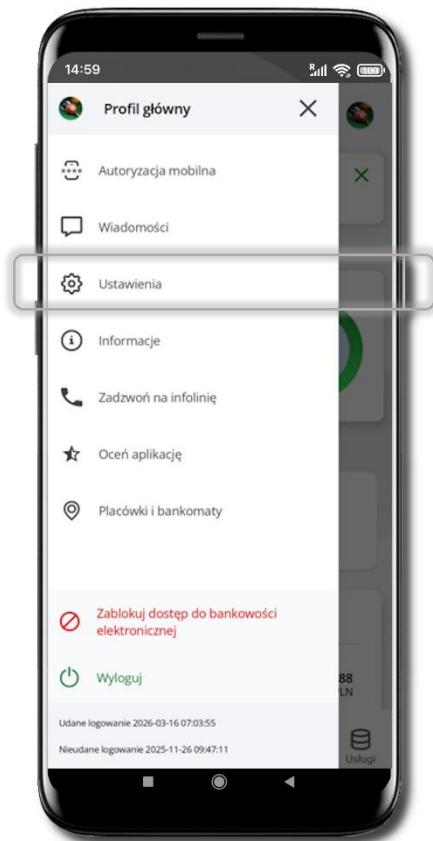 14:59
Profil główny
Autoryzacja mobilna
Wiadomości
Ustawienia
Informacje
Zadzwoń na infolinię
Oceń aplikację
Placówki i bankomaty
Zablokuj dostęp do bankowości
elektronicznej
Wyloguj
88
PLN
Udane logowanie 2026-03-16 07:03:55
Nieudane logowanie 2025-11-26 09:47:11
Usługi